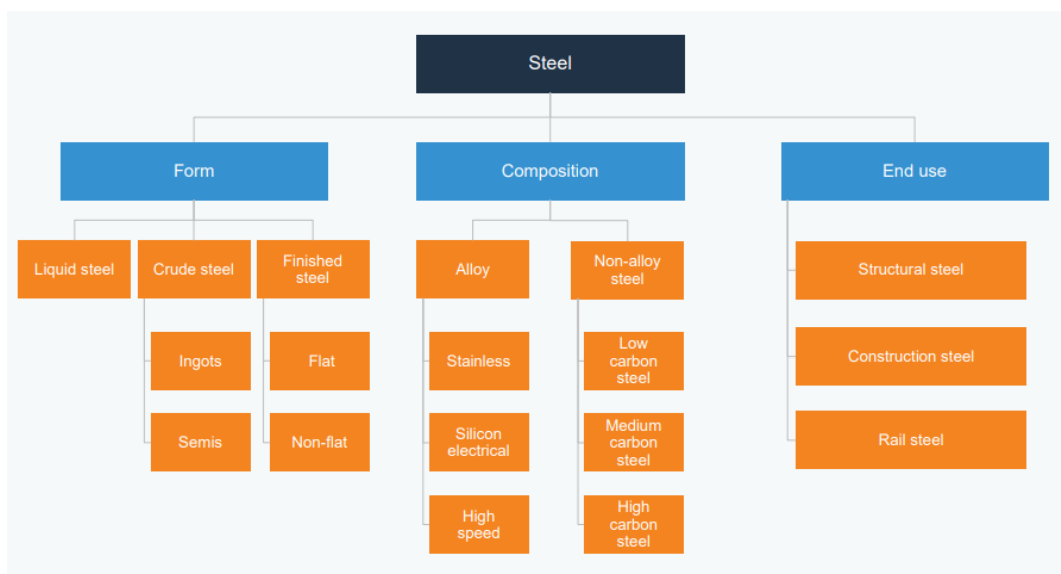 Steel
Form
Composition
End use
Liquid steel
Crude steel
Finished
steel
Alloy
Non-alloy
steel
Structural steel
Ingots
Flat
Stainless
Low
carbon
steel
Construction steel
Semis
Non-flat
Silicon
electrical
Medium
carbon
steel
Rail steel
High
speed
High
carbon
steel